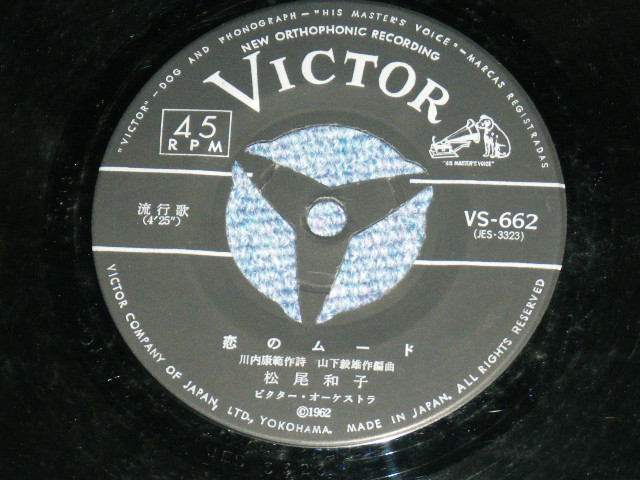 "VICTOR" — DOG AND PHONOGRAPH — "HIS MASTER'S VOICE" — MARCAS REGISTRADAS
NEW ORTHOPHONIC RECORDING
VICTOR
45
RPM
"HIS MASTER'S VOICE"
流行歌
(4'25")
VS-662
(JES-3323)
恋のムード
川内康範作詩 山下毅雄作編曲
松尾和子
ビクター・オーケストラ
©1962
VICTOR COMPANY OF JAPAN, LTD., YOKOHAMA. MADE IN JAPAN. ALL RIGHTS RESERVED